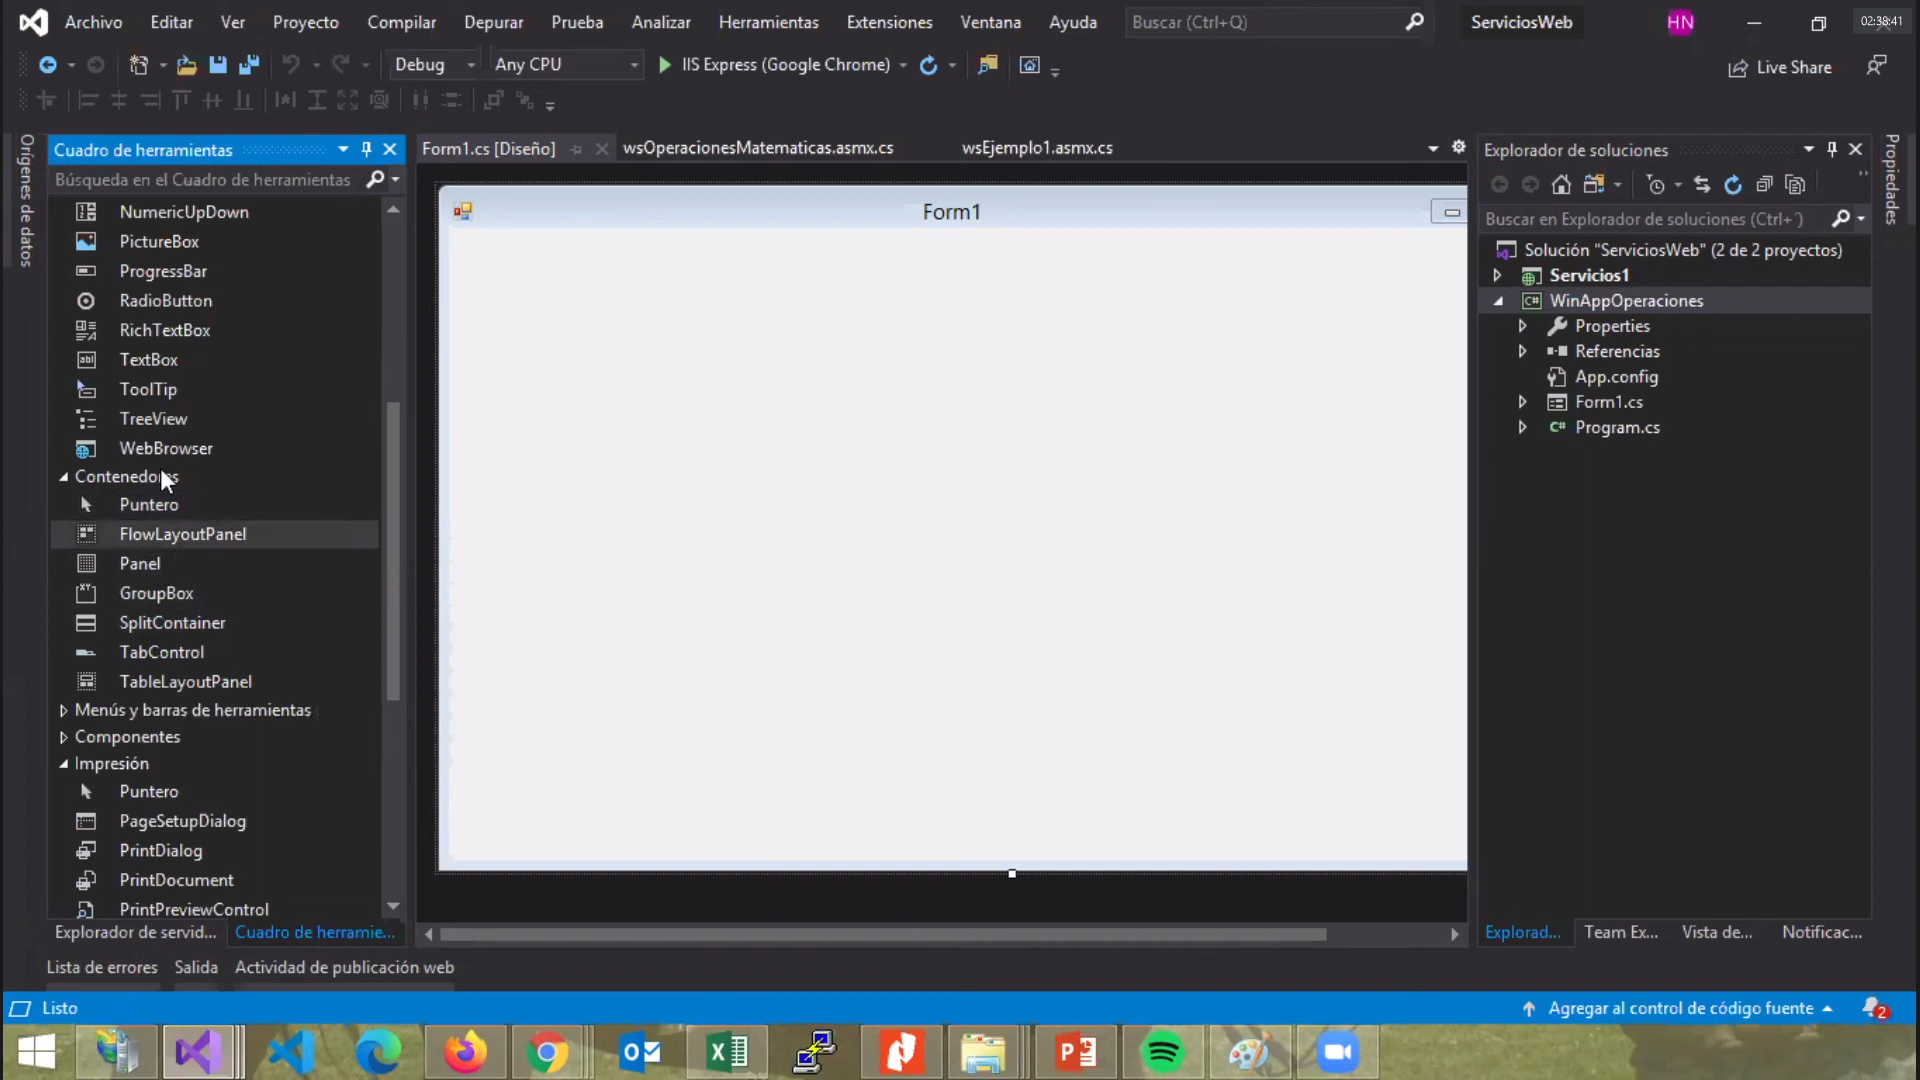 Archivo Editar Ver Proyecto Compilar Depurar Prueba Analizar Herramientas Extensiones Ventana Ayuda Buscar (Ctrl+Q) ServiciosWeb HN 02:38:41
Debug Any CPU IIS Express (Google Chrome) Live Share
Orígenes de datos
Cuadro de herramientas
Búsqueda en el Cuadro de herramientas
NumericUpDown
PictureBox
ProgressBar
RadioButton
RichTextBox
TextBox
ToolTip
TreeView
WebBrowser
Contenedores
Puntero
FlowLayoutPanel
Panel
GroupBox
SplitContainer
TabControl
TableLayoutPanel
Menús y barras de herramientas
Componentes
Impresión
Puntero
PageSetupDialog
PrintDialog
PrintDocument
PrintPreviewControl
Explorador de servid... Cuadro de herramie...
Form1.cs [Diseño] wsOperacionesMatematicas.asmx.cs wsEjemplo1.asmx.cs
Form1
Explorador de soluciones
Buscar en Explorador de soluciones (Ctrl+´)
Solución "ServiciosWeb" (2 de 2 proyectos)
Servicios1
C# WinAppOperaciones
Properties
Referencias
App.config
Form1.cs
C# Program.cs
Explorad... Team Ex... Vista de... Notificac...
Propiedades
Lista de errores Salida Actividad de publicación web
Listo Agregar al control de código fuente 2